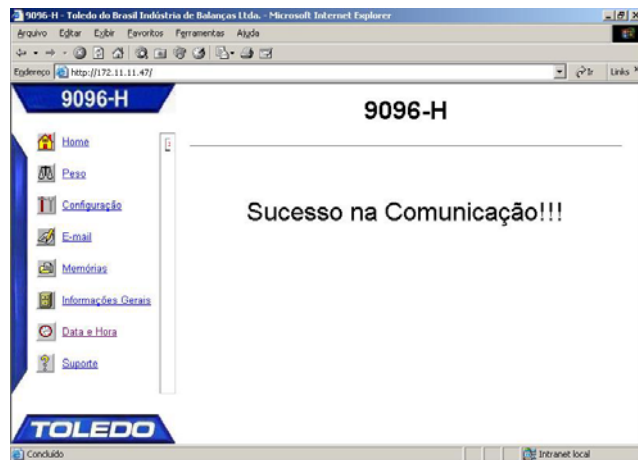 9096-H - Toledo do Brasil Indústria de Balanças Ltda. - Microsoft Internet Explorer
Arquivo Editar Exibir Favoritos Ferramentas Ajuda
Endereço http://172.11.11.47/ Ir Links
9096-H
9096-H
Home
Peso
Configuração
Sucesso na Comunicação!!!
E-mail
Memórias
Informações Gerais
Data e Hora
Suporte
TOLEDO
Concluído Intranet local